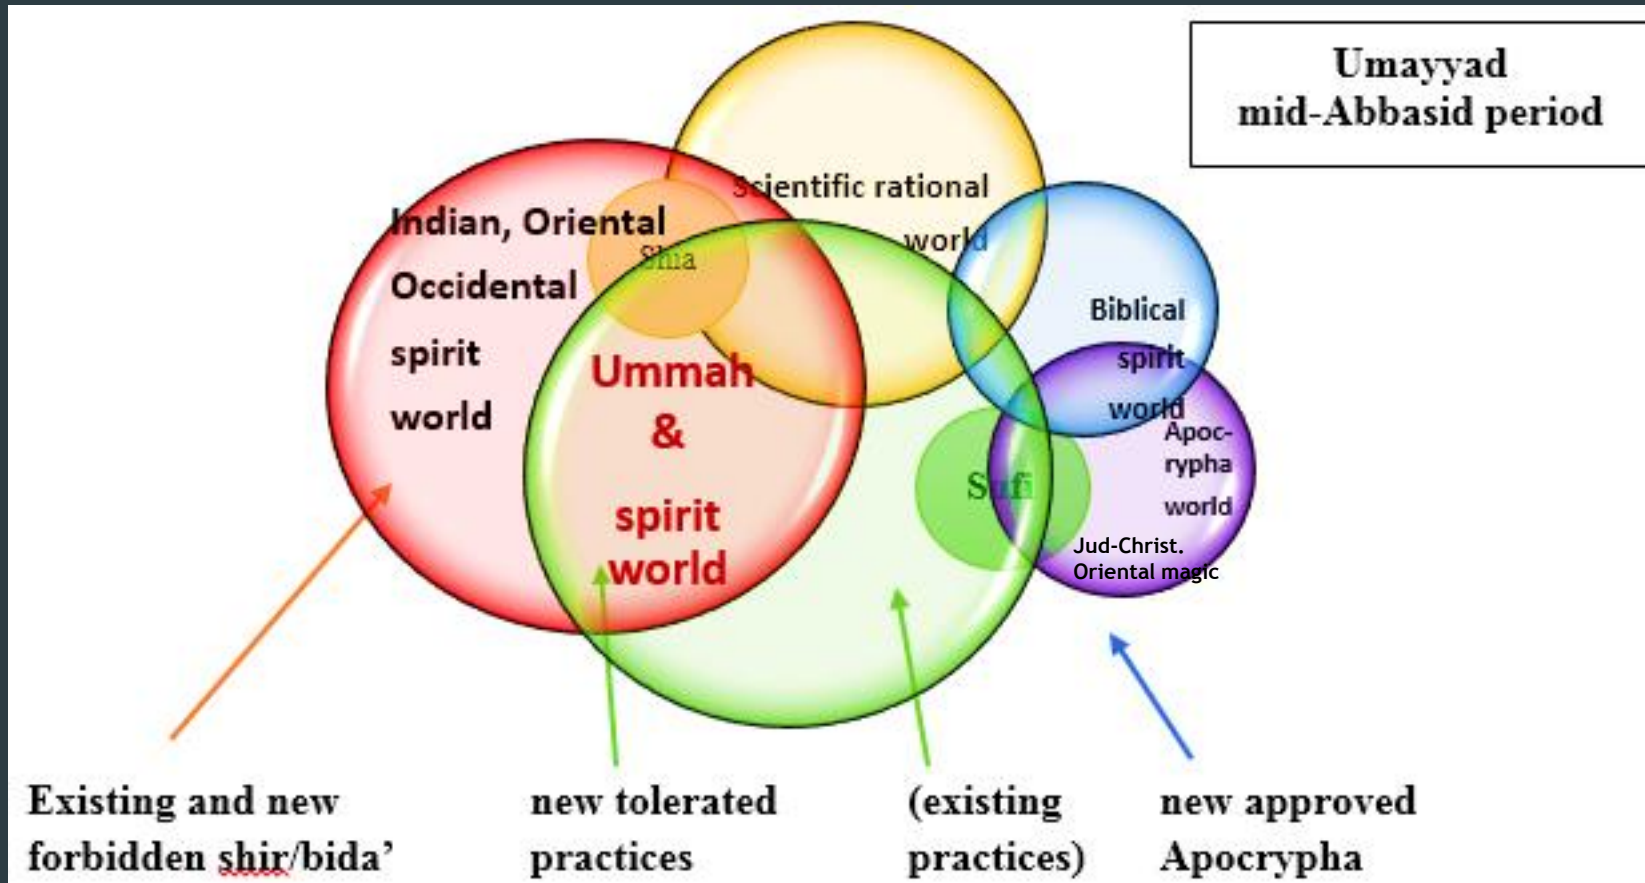 Umayyad
mid-Abbasid period
Scientific rational
world
Indian, Oriental
Occidental
spirit
world
Shia
Ummah
&
spirit
world
Biblical
spirit
world
Apoc-
rypha
world
Sufi
Jud-Christ.
Oriental magic
Existing and new
forbidden shir/bida’
new tolerated
practices
(existing
practices)
new approved
Apocrypha